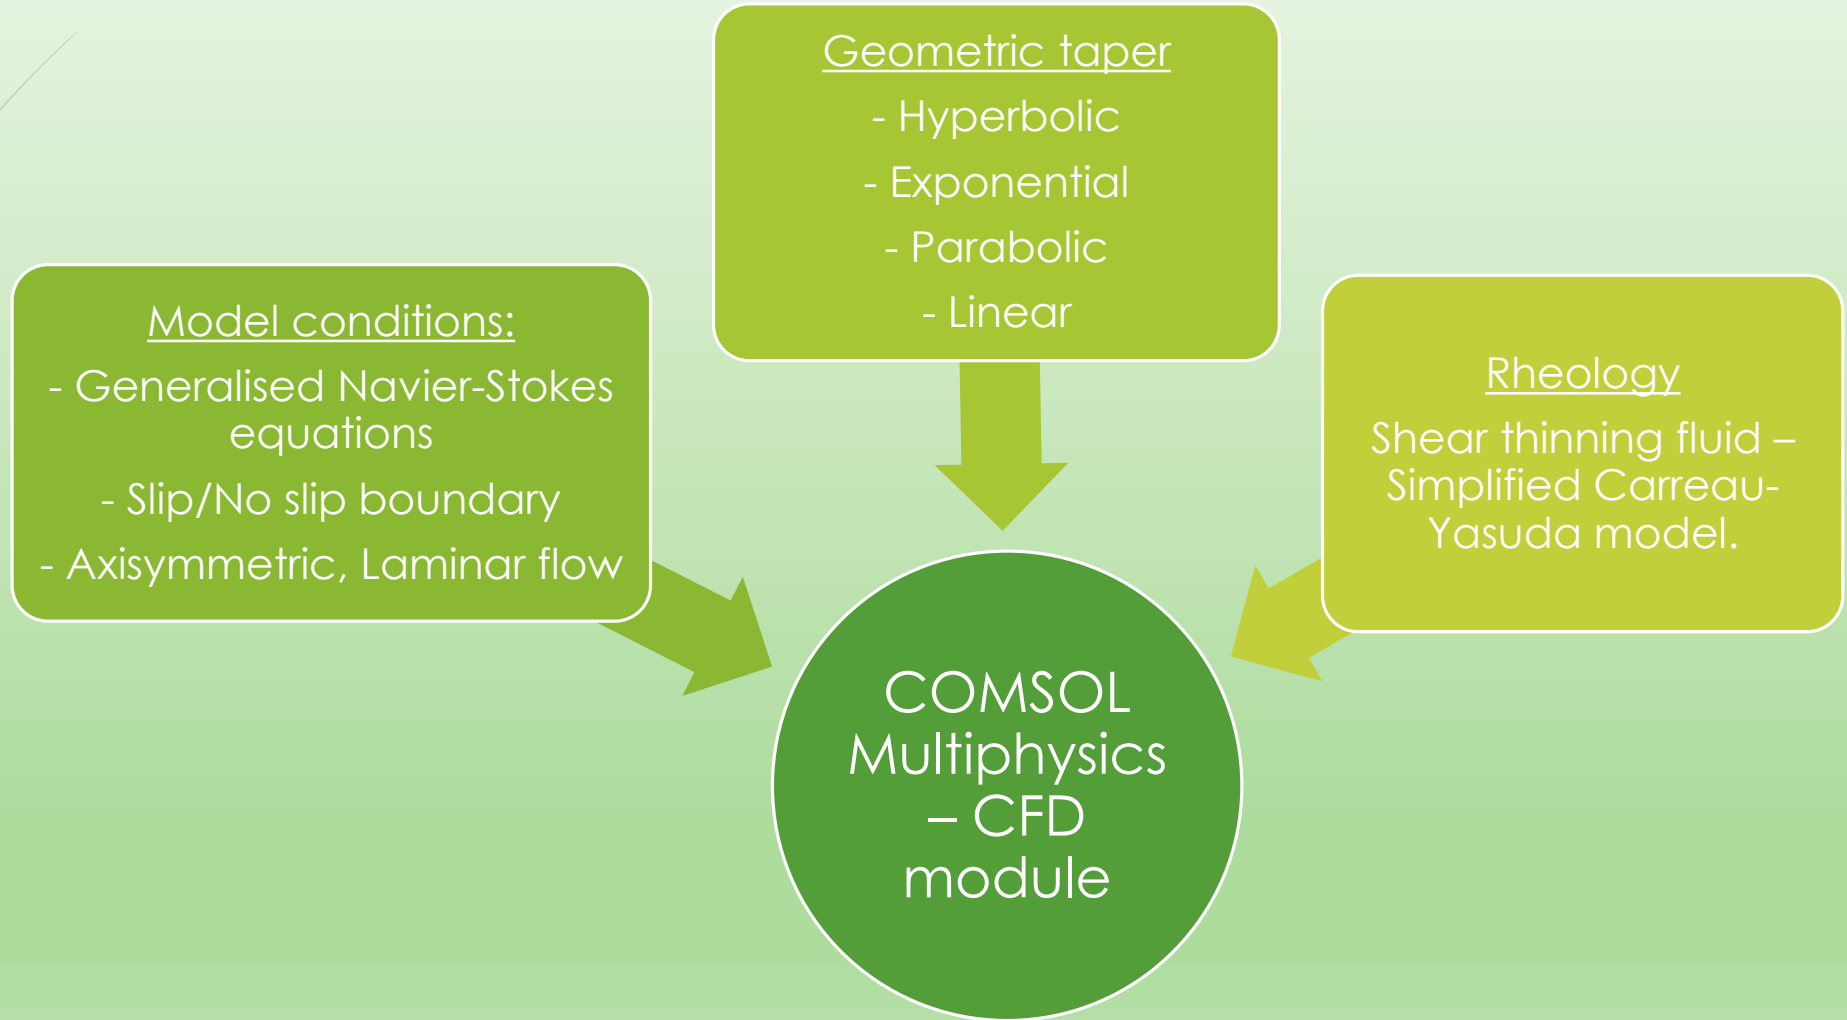 Geometric taper
- Hyperbolic
- Exponential
- Parabolic
- Linear
Model conditions:
- Generalised Navier-Stokes
equations
- Slip/No slip boundary
- Axisymmetric, Laminar flow
Rheology
Shear thinning fluid –
Simplified Carreau-
Yasuda model.
COMSOL
Multiphysics
– CFD
module